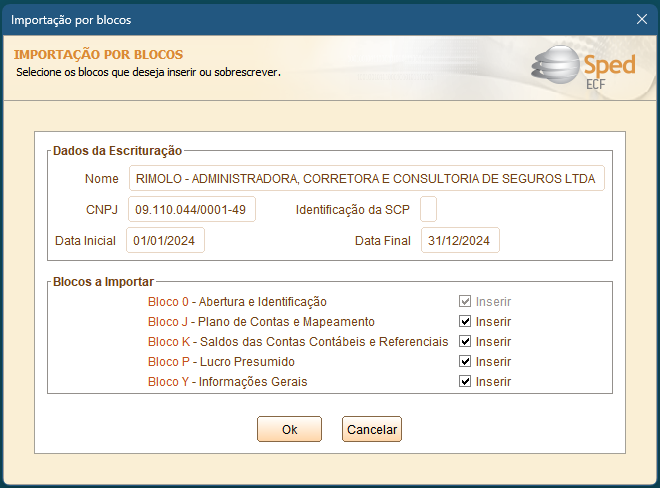 Importação por blocos
IMPORTAÇÃO POR BLOCOS
Selecione os blocos que deseja inserir ou sobrescrever.
Sped
ECF
Dados da Escrituração
Nome RIMOLO - ADMINISTRADORA, CORRETORA E CONSULTORIA DE SEGUROS LTDA
CNPJ 09.110.044/0001-49 Identificação da SCP
Data Inicial 01/01/2024 Data Final 31/12/2024
Blocos a Importar
Bloco 0 - Abertura e Identificação Inserir
Bloco J - Plano de Contas e Mapeamento Inserir
Bloco K - Saldos das Contas Contábeis e Referenciais Inserir
Bloco P - Lucro Presumido Inserir
Bloco Y - Informações Gerais Inserir
Ok Cancelar